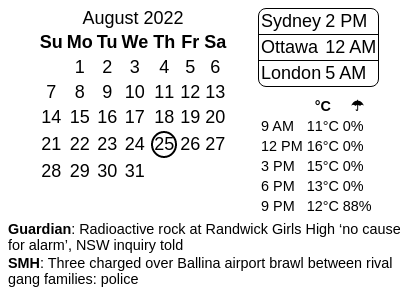 August 2022
Su Mo Tu We Th Fr Sa
1 2 3 4 5 6
7 8 9 10 11 12 13
14 15 16 17 18 19 20
21 22 23 24 25 26 27
28 29 30 31
Sydney 2 PM
Ottawa 12 AM
London 5 AM
°C ☂
9 AM 11°C 0%
12 PM 16°C 0%
3 PM 15°C 0%
6 PM 13°C 0%
9 PM 12°C 88%
Guardian: Radioactive rock at Randwick Girls High ‘no cause
for alarm’, NSW inquiry told
SMH: Three charged over Ballina airport brawl between rival
gang families: police